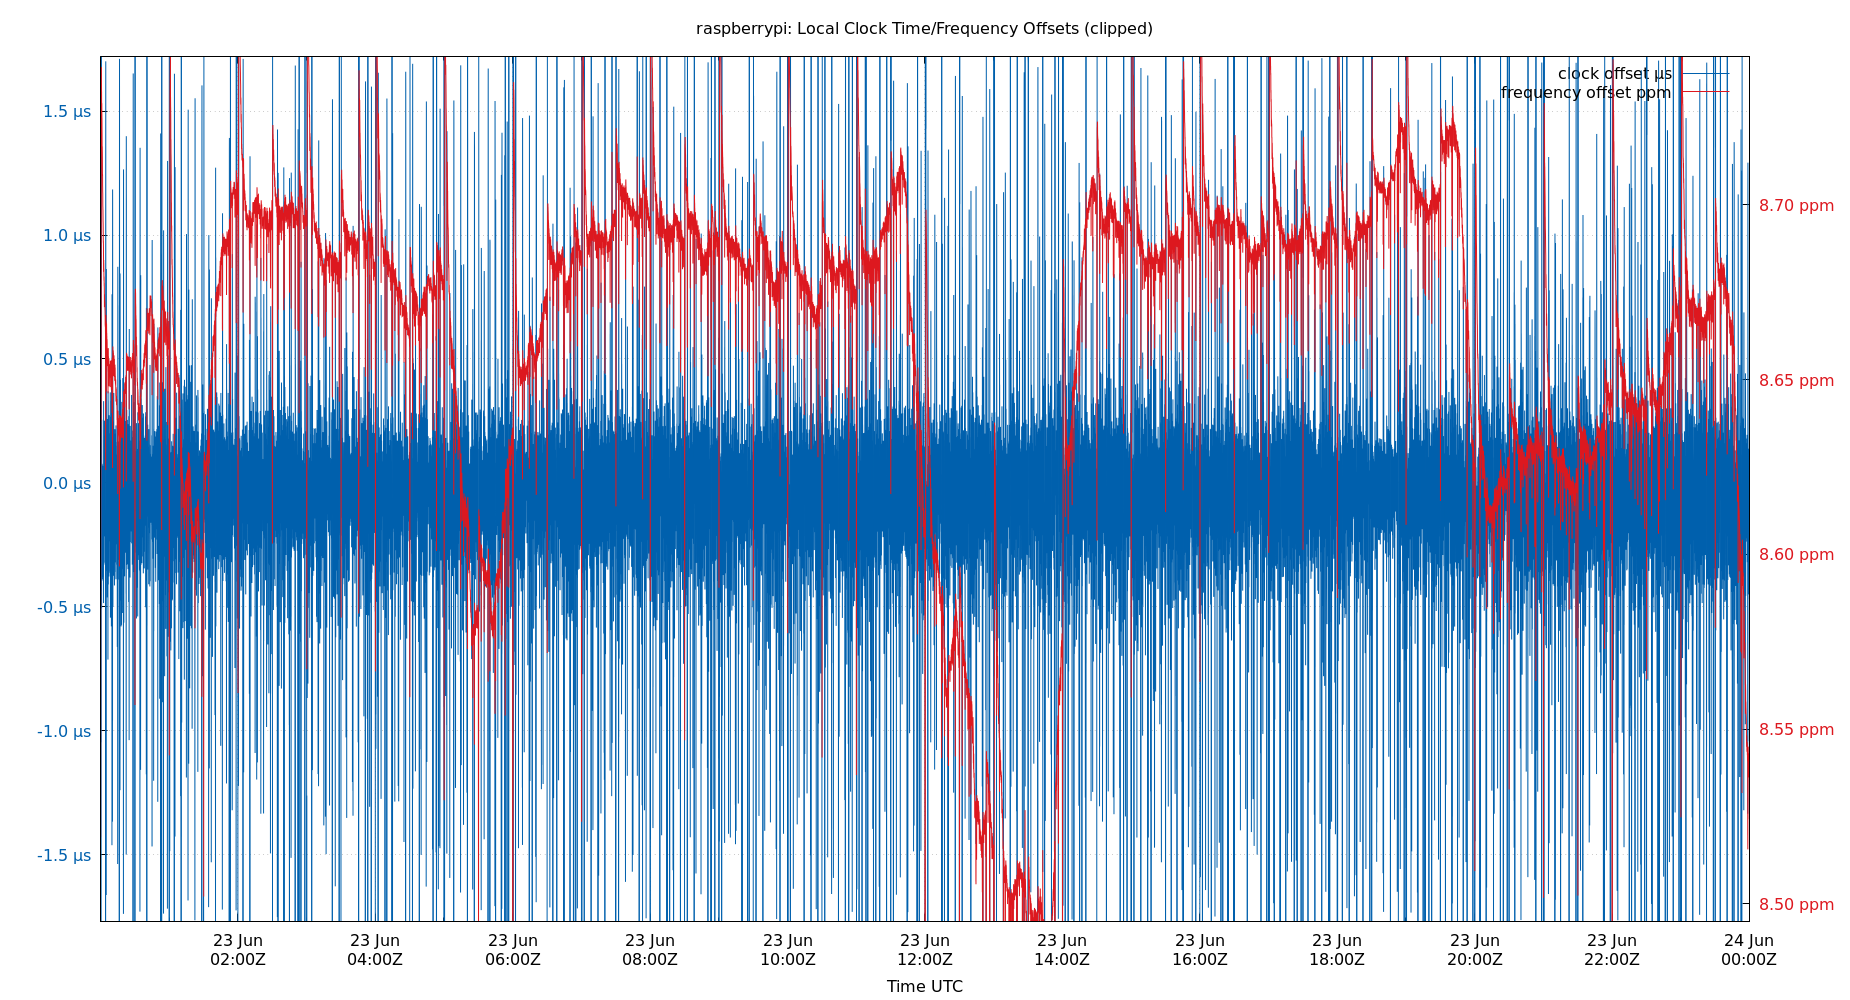 raspberrypi: Local Clock Time/Frequency Offsets (clipped)
clock offset µs
frequency offset ppm
1.5 µs
1.0 µs
0.5 µs
0.0 µs
-0.5 µs
-1.0 µs
-1.5 µs
8.70 ppm
8.65 ppm
8.60 ppm
8.55 ppm
8.50 ppm
23 Jun 23 Jun 23 Jun 23 Jun 23 Jun 23 Jun 23 Jun 23 Jun 23 Jun 23 Jun 23 Jun 24 Jun
02:00Z 04:00Z 06:00Z 08:00Z 10:00Z 12:00Z 14:00Z 16:00Z 18:00Z 20:00Z 22:00Z 00:00Z
Time UTC